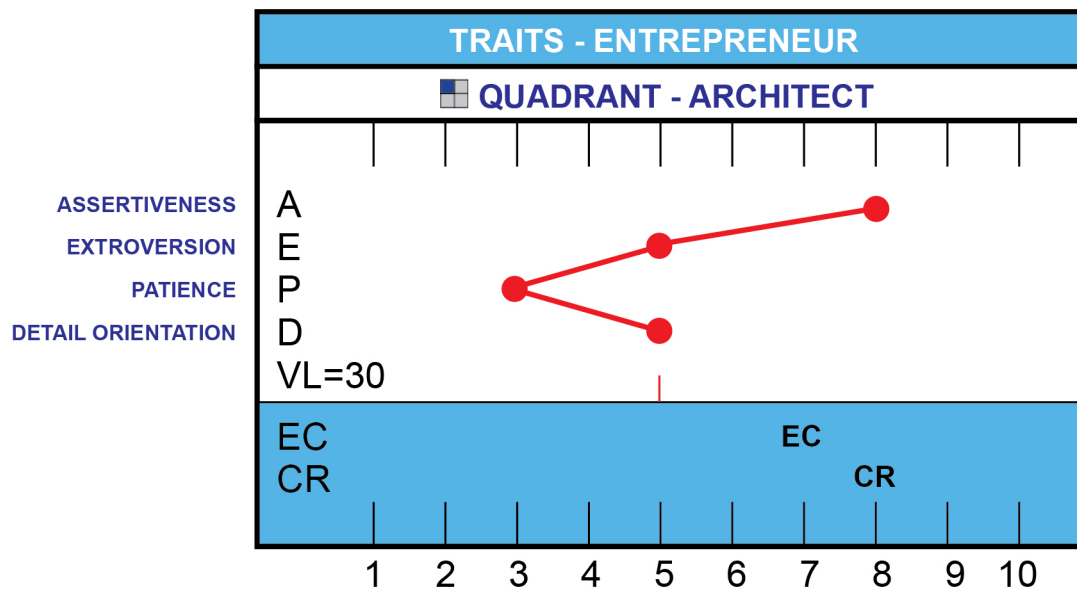 TRAITS - ENTREPRENEUR
QUADRANT - ARCHITECT
ASSERTIVENESS A
EXTROVERSION E
PATIENCE P
DETAIL ORIENTATION D
VL=30
EC EC
CR CR
1 2 3 4 5 6 7 8 9 10